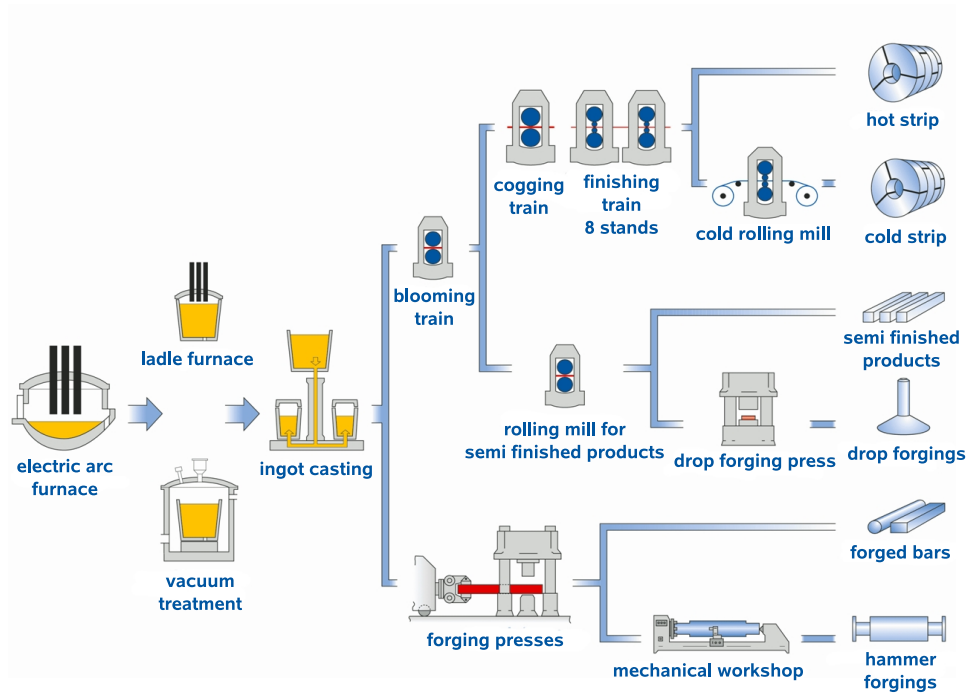 hot strip
cogging
train
finishing
train
8 stands
cold rolling mill
cold strip
blooming
train
ladle furnace
semi finished
products
electric arc
furnace
ingot casting
rolling mill for
semi finished products
drop forging press
drop forgings
vacuum
treatment
forged bars
forging presses
mechanical workshop
hammer
forgings